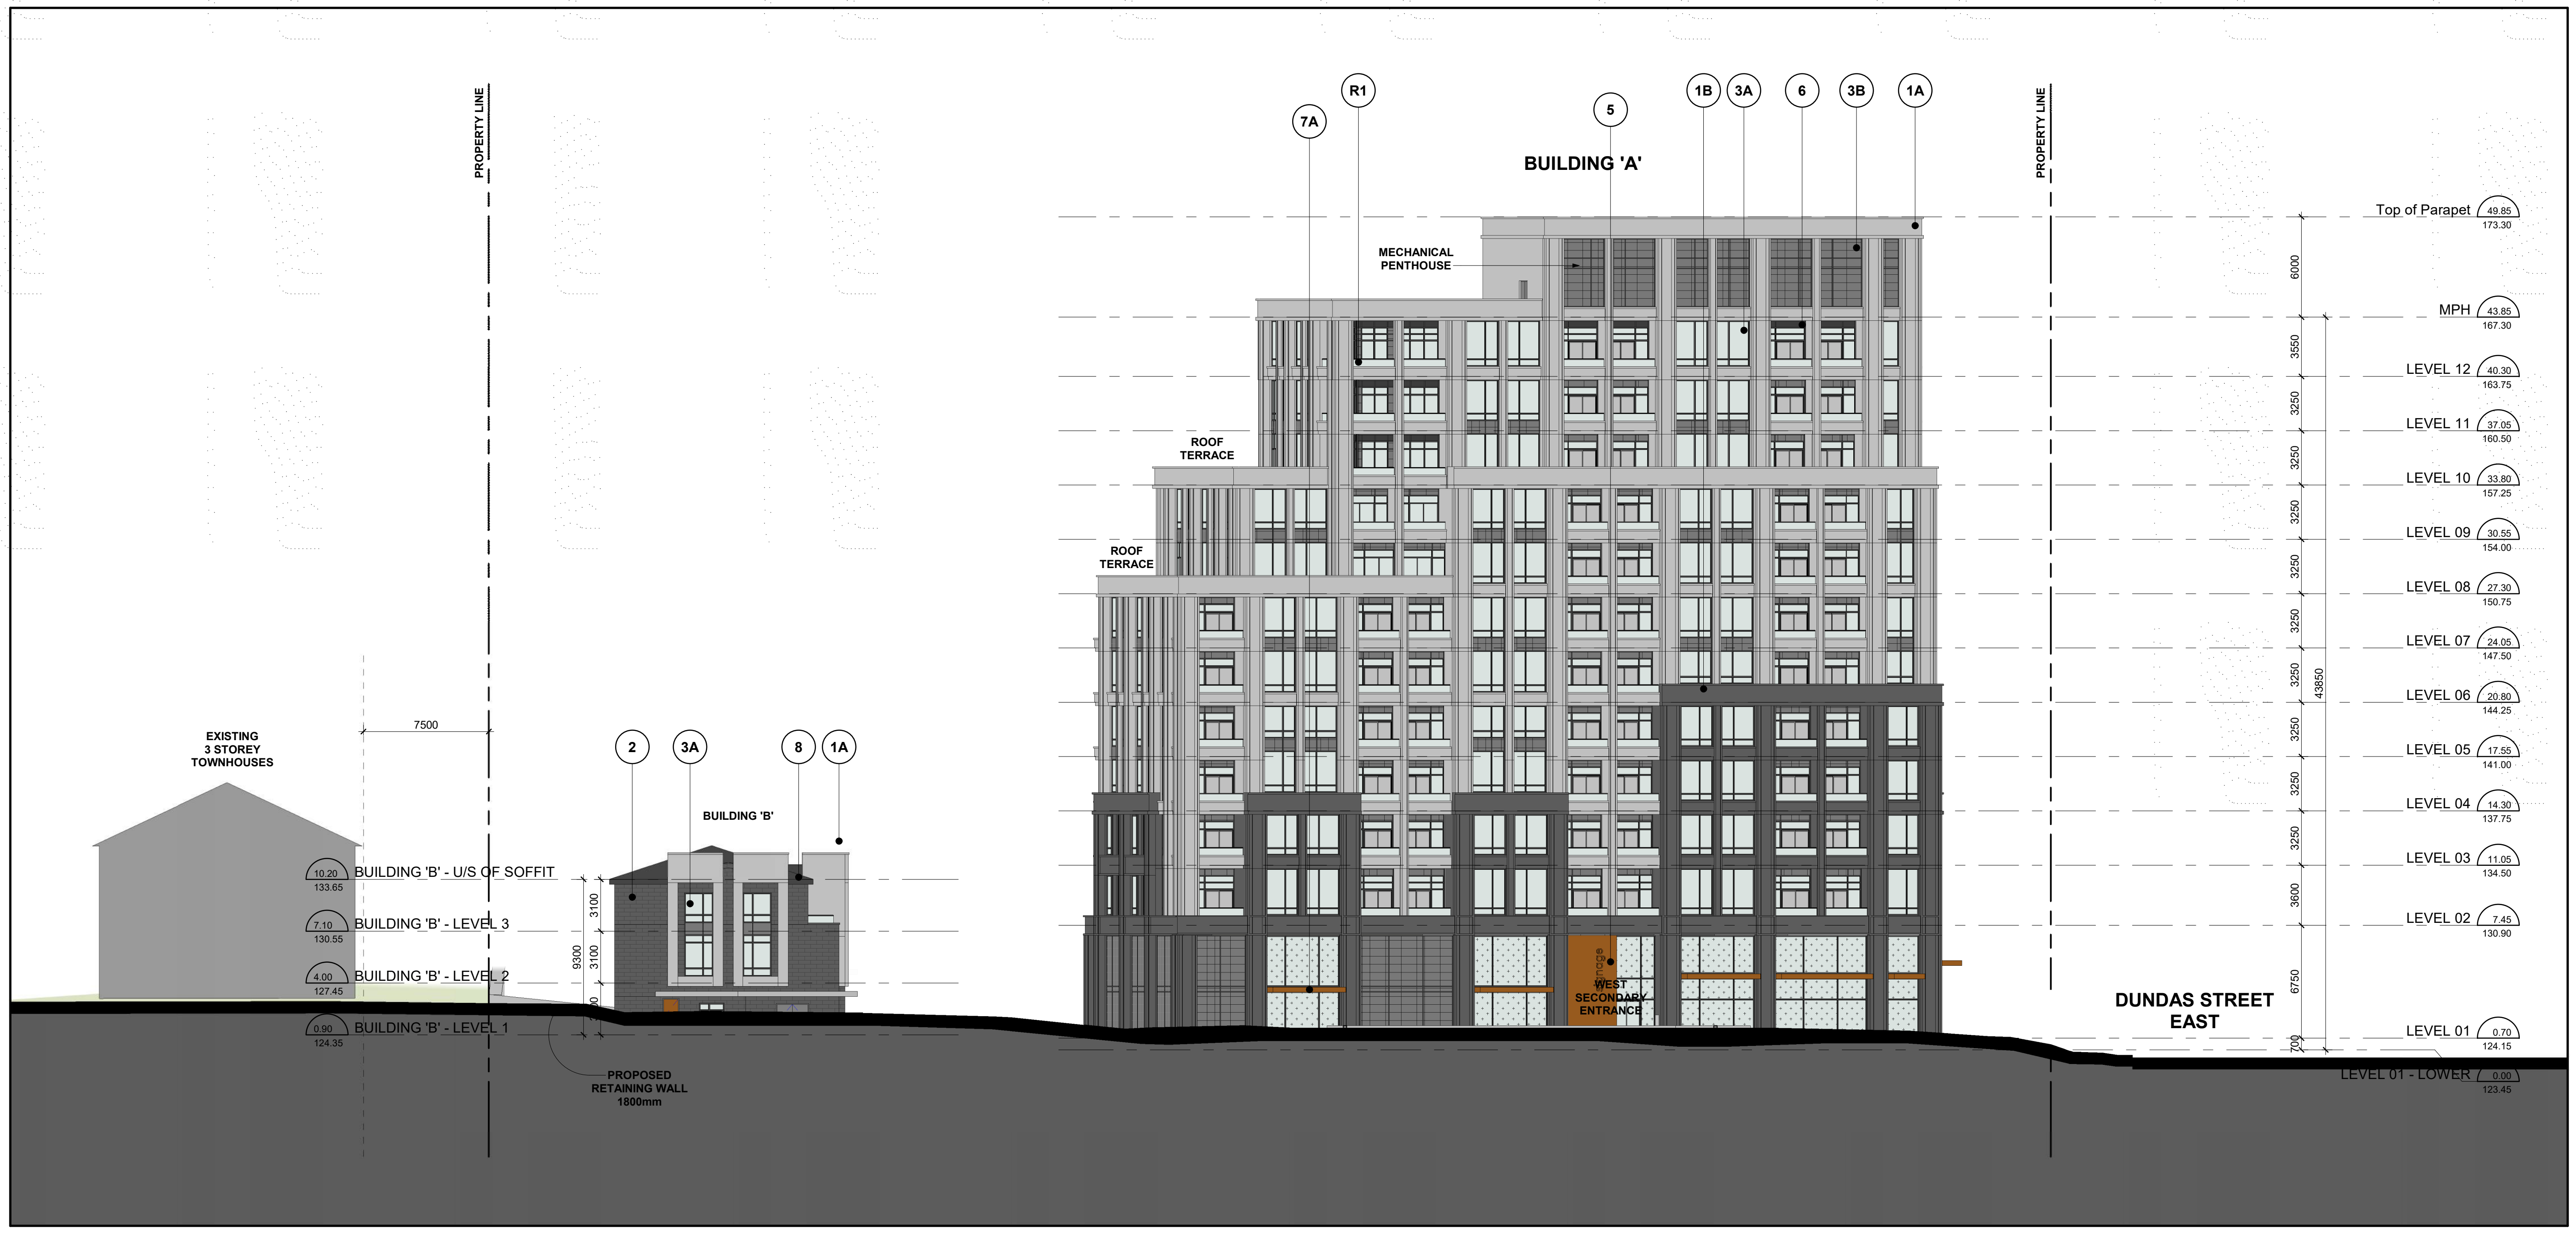 PROPERTY LINE
PROPERTY LINE
R1
7A
5
1B
3A
6
3B
1A
BUILDING 'A'
MECHANICAL
PENTHOUSE
ROOF
TERRACE
ROOF
TERRACE
Top of Parapet 49.85
173.30
6000
MPH 43.85
167.30
3550
LEVEL 12 40.30
163.75
3250
LEVEL 11 37.05
160.50
3250
LEVEL 10 33.80
157.25
3250
LEVEL 09 30.55
154.00
3250
LEVEL 08 27.30
150.75
3250
LEVEL 07 24.05
147.50
3250
43850
LEVEL 06 20.80
144.25
3250
LEVEL 05 17.55
141.00
3250
LEVEL 04 14.30
137.75
3250
LEVEL 03 11.05
134.50
3600
LEVEL 02 7.45
130.90
6750
LEVEL 01 0.70
124.15
700
LEVEL 01 - LOWER 0.00
123.45
7500
EXISTING
3 STOREY
TOWNHOUSES
2
3A
8
1A
BUILDING 'B'
10.20 BUILDING 'B' - U/S OF SOFFIT
133.65
3100
7.10 BUILDING 'B' - LEVEL 3
130.55
9300
3100
4.00 BUILDING 'B' - LEVEL 2
127.45
0.90 BUILDING 'B' - LEVEL 1
124.35
PROPOSED
RETAINING WALL
1800mm
WEST
SECONDARY
ENTRANCE
DUNDAS STREET
EAST